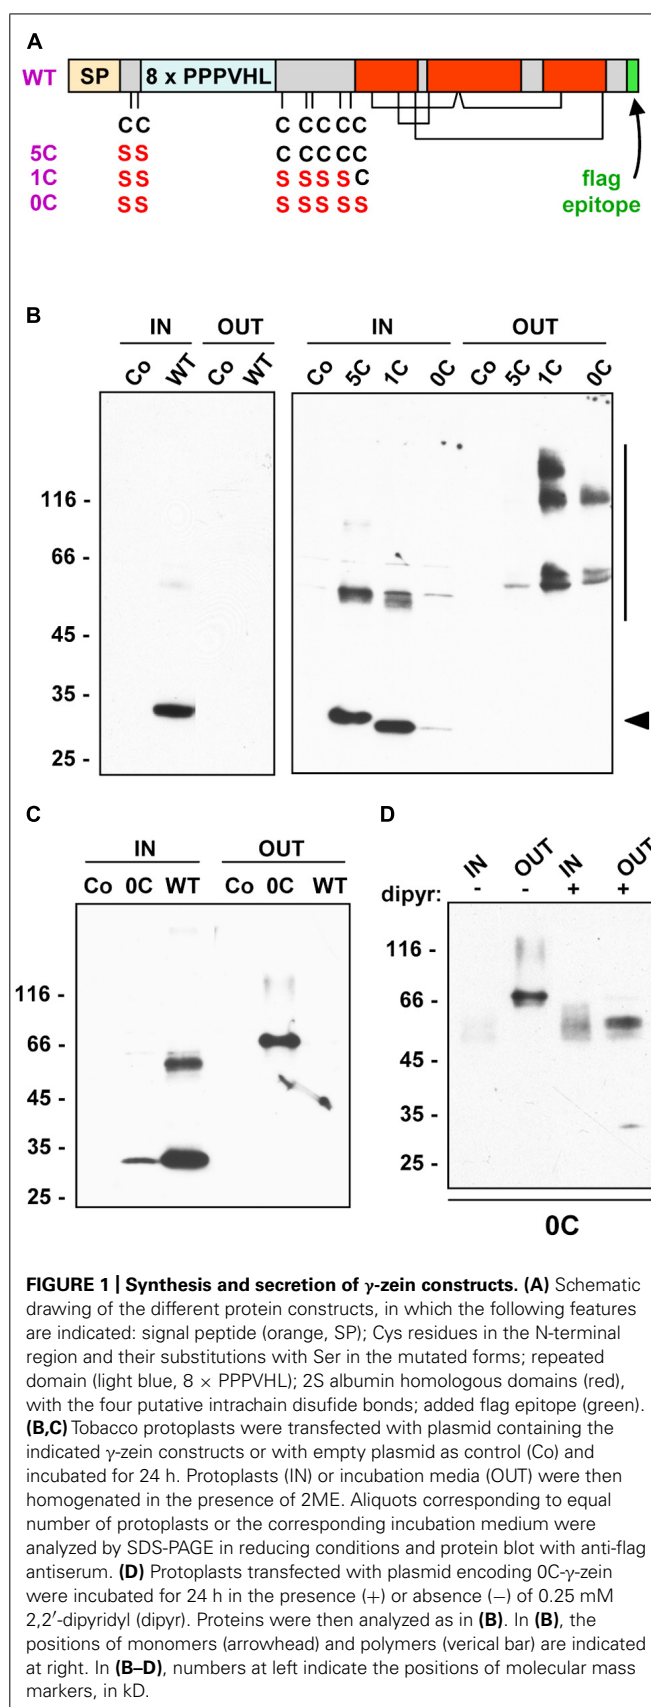 A
WT SP 8 x PPPVHL
CC C CC CC
5C SS C CC CC
1C SS S SS S C
0C SS S SS S S
flag
epitope
B
IN OUT IN OUT
Co WT Co WT Co 5C 1C 0C Co 5C 1C 0C
116 -
66 -
45 -
35 -
25 -
C
IN OUT
Co 0C WT Co 0C WT
116 -
66 -
45 -
35 -
25 -
D
IN OUT IN OUT
dipyr: - - + +
116 -
66 -
45 -
35 -
25 -
0C
FIGURE 1 | Synthesis and secretion of γ-zein constructs. (A) Schematic
drawing of the different protein constructs, in which the following features
are indicated: signal peptide (orange, SP); Cys residues in the N-terminal
region and their substitutions with Ser in the mutated forms; repeated
domain (light blue, 8 × PPPVHL); 2S albumin homologous domains (red),
with the four putative intrachain disulfide bonds; added flag epitope (green).
(B,C) Tobacco protoplasts were transfected with plasmid containing the
indicated γ-zein constructs or with empty plasmid as control (Co) and
incubated for 24 h. Protoplasts (IN) or incubation media (OUT) were then
homogenated in the presence of 2ME. Aliquots corresponding to equal
number of protoplasts or the corresponding incubation medium were
analyzed by SDS-PAGE in reducing conditions and protein blot with anti-flag
antiserum. (D) Protoplasts transfected with plasmid encoding 0C-γ-zein
were incubated for 24 h in the presence (+) or absence (−) of 0.25 mM
2,2′-dipyridyl (dipyr). Proteins were then analyzed as in (B). In (B), the
positions of monomers (arrowhead) and polymers (verical bar) are indicated
at right. In (B–D), numbers at left indicate the positions of molecular mass
markers, in kD.